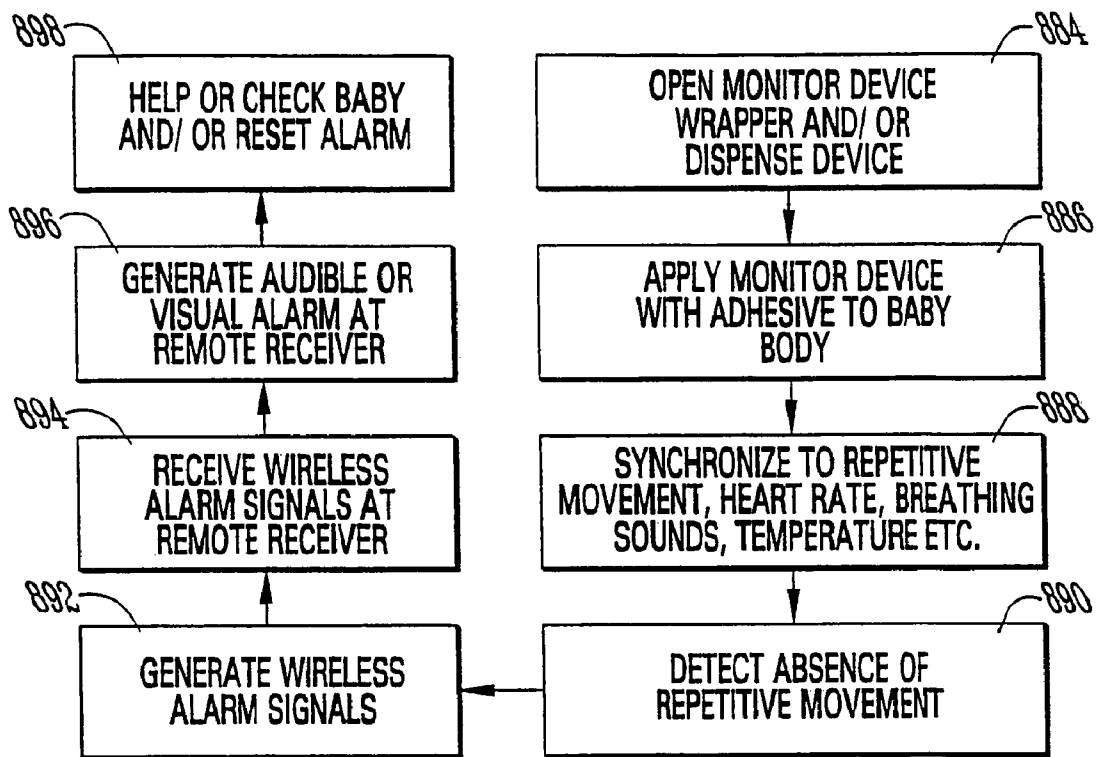 898
HELP OR CHECK BABY
AND/ OR RESET ALARM
884
OPEN MONITOR DEVICE
WRAPPER AND/ OR
DISPENSE DEVICE
896
GENERATE AUDIBLE OR
VISUAL ALARM AT
REMOTE RECEIVER
886
APPLY MONITOR DEVICE
WITH ADHESIVE TO BABY
BODY
894
RECEIVE WIRELESS
ALARM SIGNALS AT
REMOTE RECEIVER
888
SYNCHRONIZE TO REPETITIVE
MOVEMENT, HEART RATE, BREATHING
SOUNDS, TEMPERATURE ETC.
892
GENERATE WIRELESS
ALARM SIGNALS
890
DETECT ABSENCE OF
REPETITIVE MOVEMENT